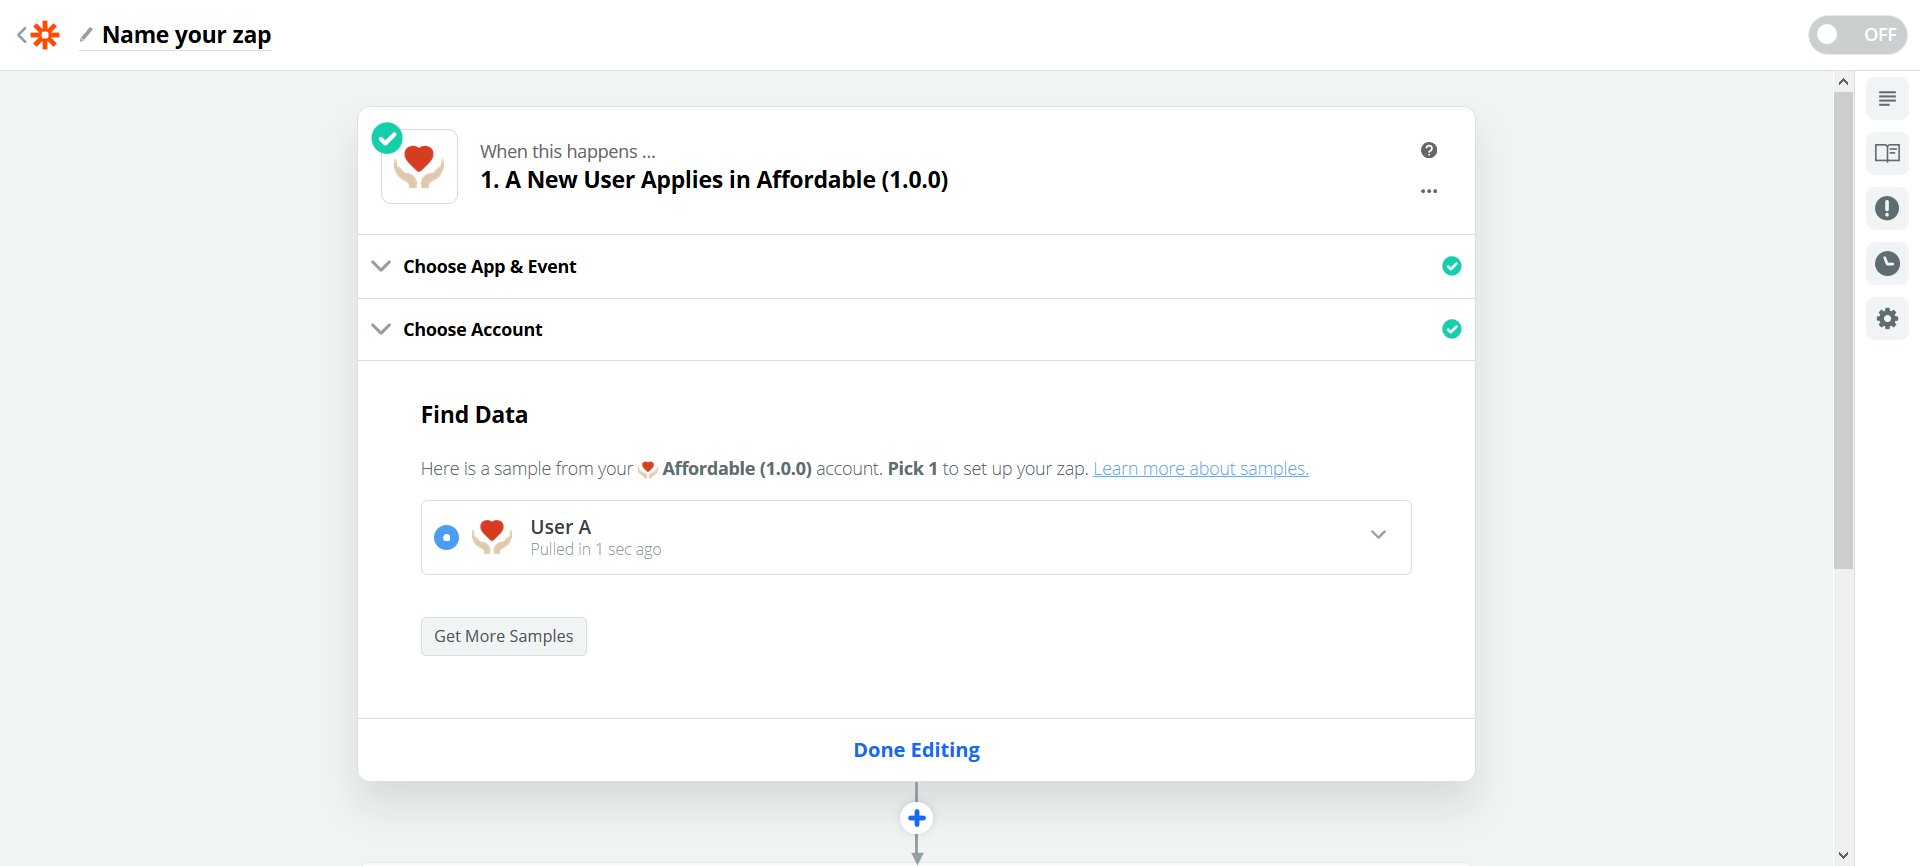 Name your zap
OFF
When this happens ...
1. A New User Applies in Affordable (1.0.0)
Choose App & Event
Choose Account
Find Data
Here is a sample from your Affordable (1.0.0) account. Pick 1 to set up your zap. Learn more about samples.
User A
Pulled in 1 sec ago
Get More Samples
Done Editing